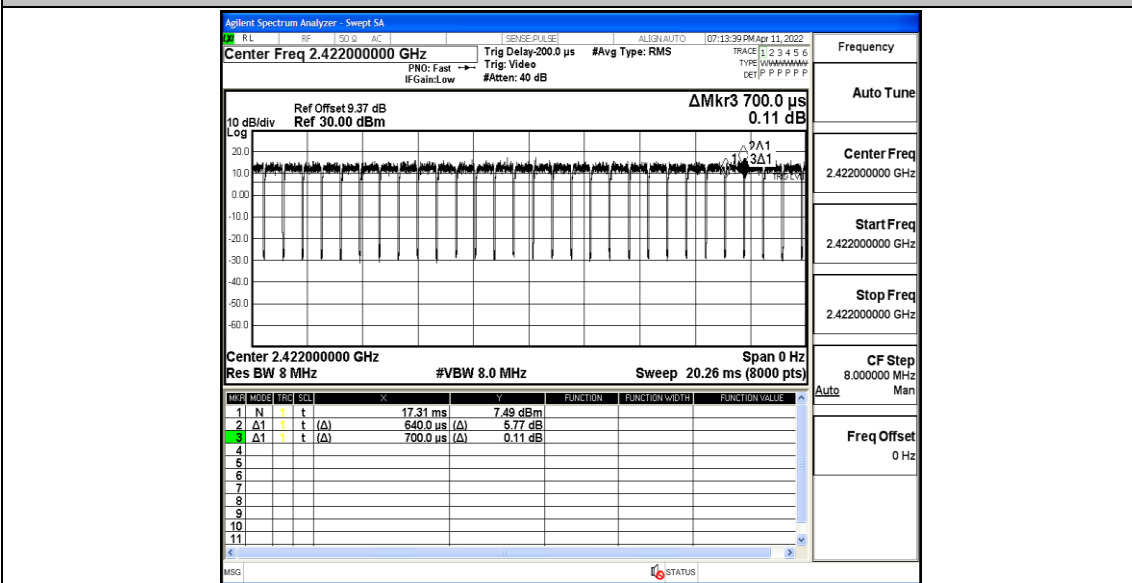 Agilent Spectrum Analyzer - Swept SA
RL RF 50 Ω AC SENSE:PULSE ALIGN AUTO 07:13:39 PM Apr 11, 2022
Center Freq 2.422000000 GHz
PNO: Fast
IFGain:Low
Trig Delay-200.0 µs #Avg Type: RMS
Trig: Video
#Atten: 40 dB
TRACE 1 2 3 4 5 6
TYPE
DET P P P P P P
ΔMkr3 700.0 µs
0.11 dB
Ref Offset 9.37 dB
10 dB/div Ref 30.00 dBm
Log
20.0
10.0
0.00
-10.0
-20.0
-30.0
-40.0
-50.0
-60.0
2Δ1
1 3Δ1
TRIG LVL
Center 2.422000000 GHz Span 0 Hz
Res BW 8 MHz #VBW 8.0 MHz Sweep 20.26 ms (8000 pts)
MKR MODE TRC SCL X Y FUNCTION FUNCTION WIDTH FUNCTION VALUE
1 N 1 t 17.31 ms 7.49 dBm
2 Δ1 1 t (Δ) 640.0 µs (Δ) 5.77 dB
3 Δ1 1 t (Δ) 700.0 µs (Δ) 0.11 dB
4
5
6
7
8
9
10
11
MSG STATUS
Frequency
Auto Tune
Center Freq
2.422000000 GHz
Start Freq
2.422000000 GHz
Stop Freq
2.422000000 GHz
CF Step
8.000000 MHz
Auto Man
Freq Offset
0 Hz